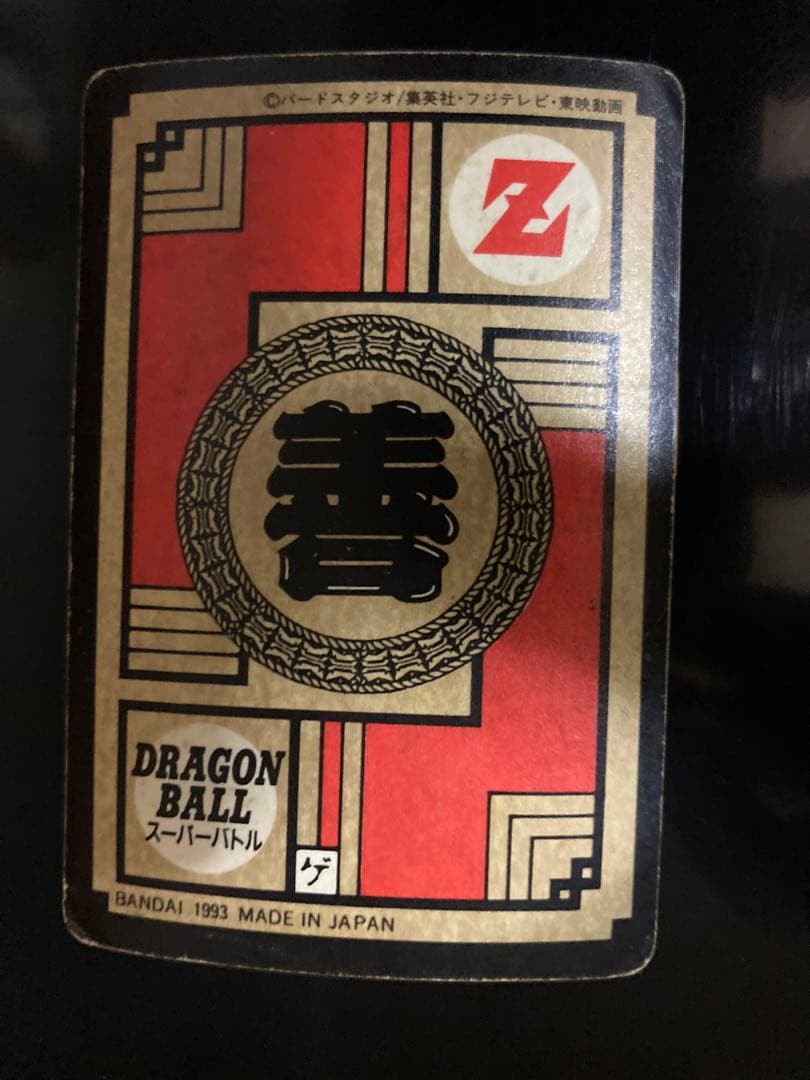 ©バードスタジオ/集英社・フジテレビ・東映動画
Z
善
DRAGON
BALL
スーパーバトル
ゲ
BANDAI 1993 MADE IN JAPAN